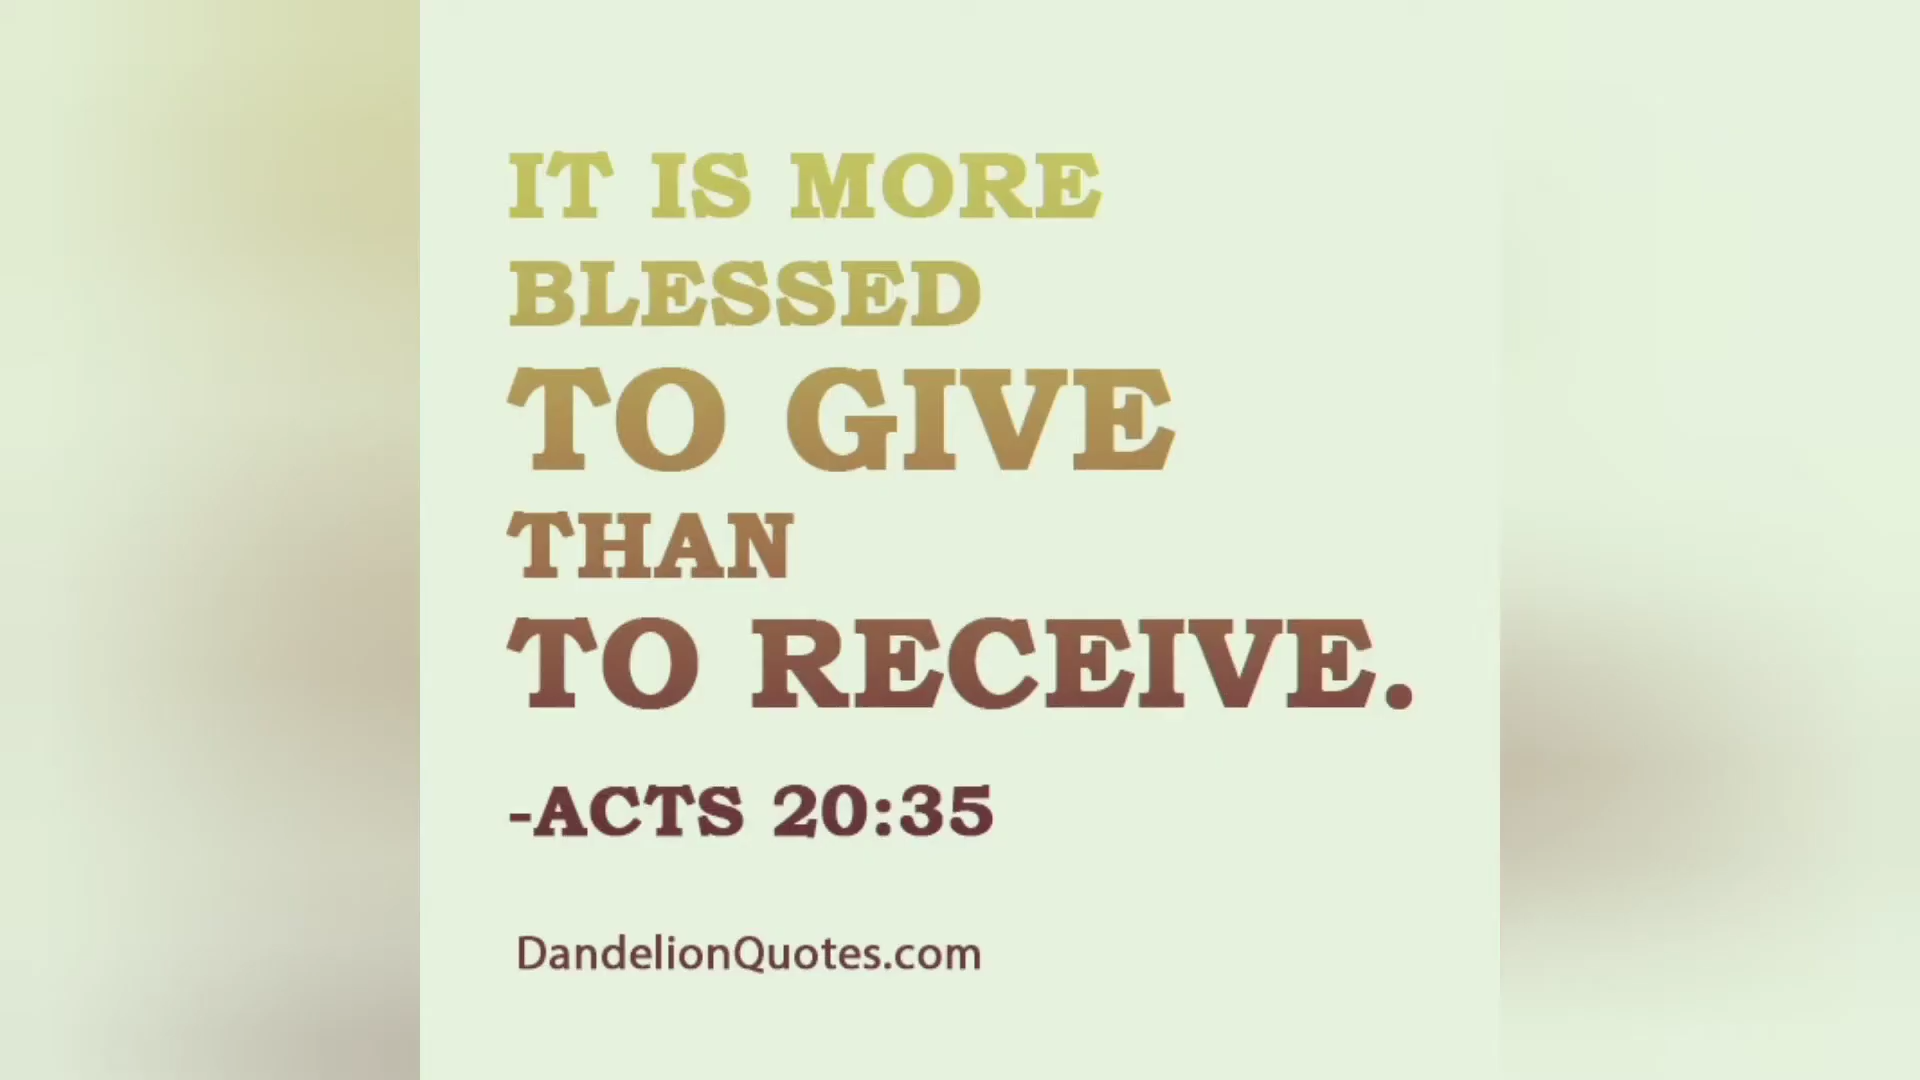 IT IS MORE
BLESSED
TO GIVE
THAN
TO RECEIVE.
-ACTS 20:35
DandelionQuotes.com